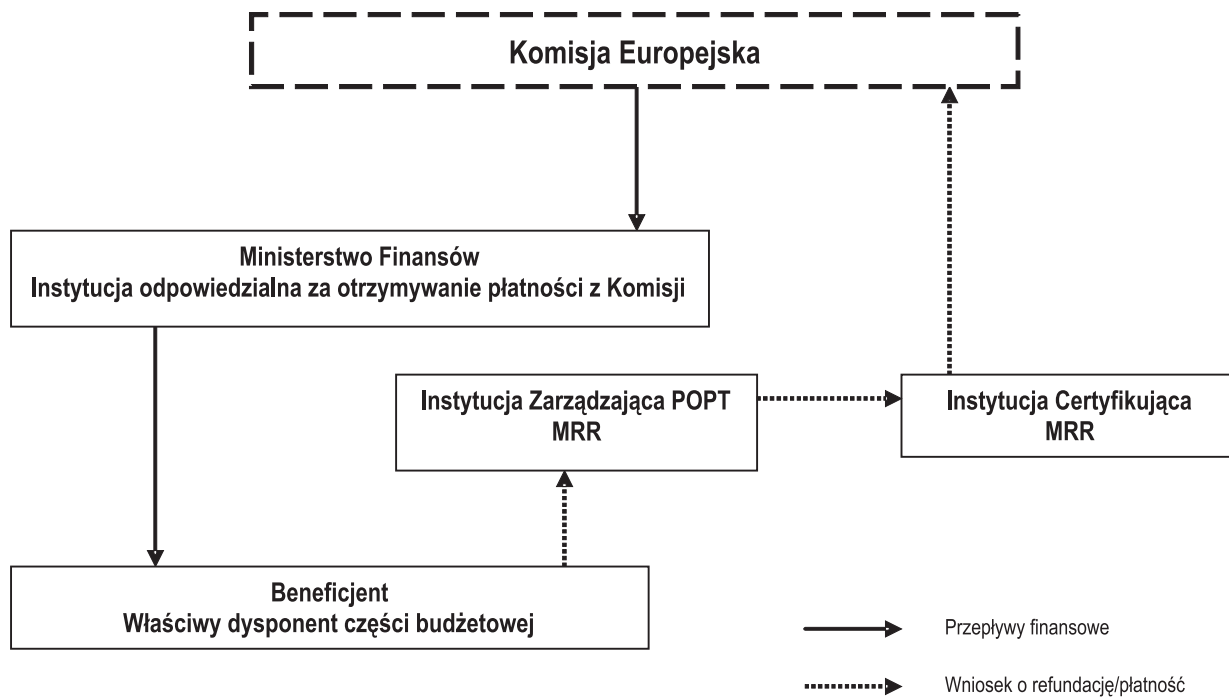 Komisja Europejska
Ministerstwo Finansów
Instytucja odpowiedzialna za otrzymywanie płatności z Komisji
Instytucja Zarządzająca POPT
MRR
Instytucja Certyfikująca
MRR
Beneficjent
Właściwy dysponent części budżetowej
Przepływy finansowe
Wniosek o refundację/płatność